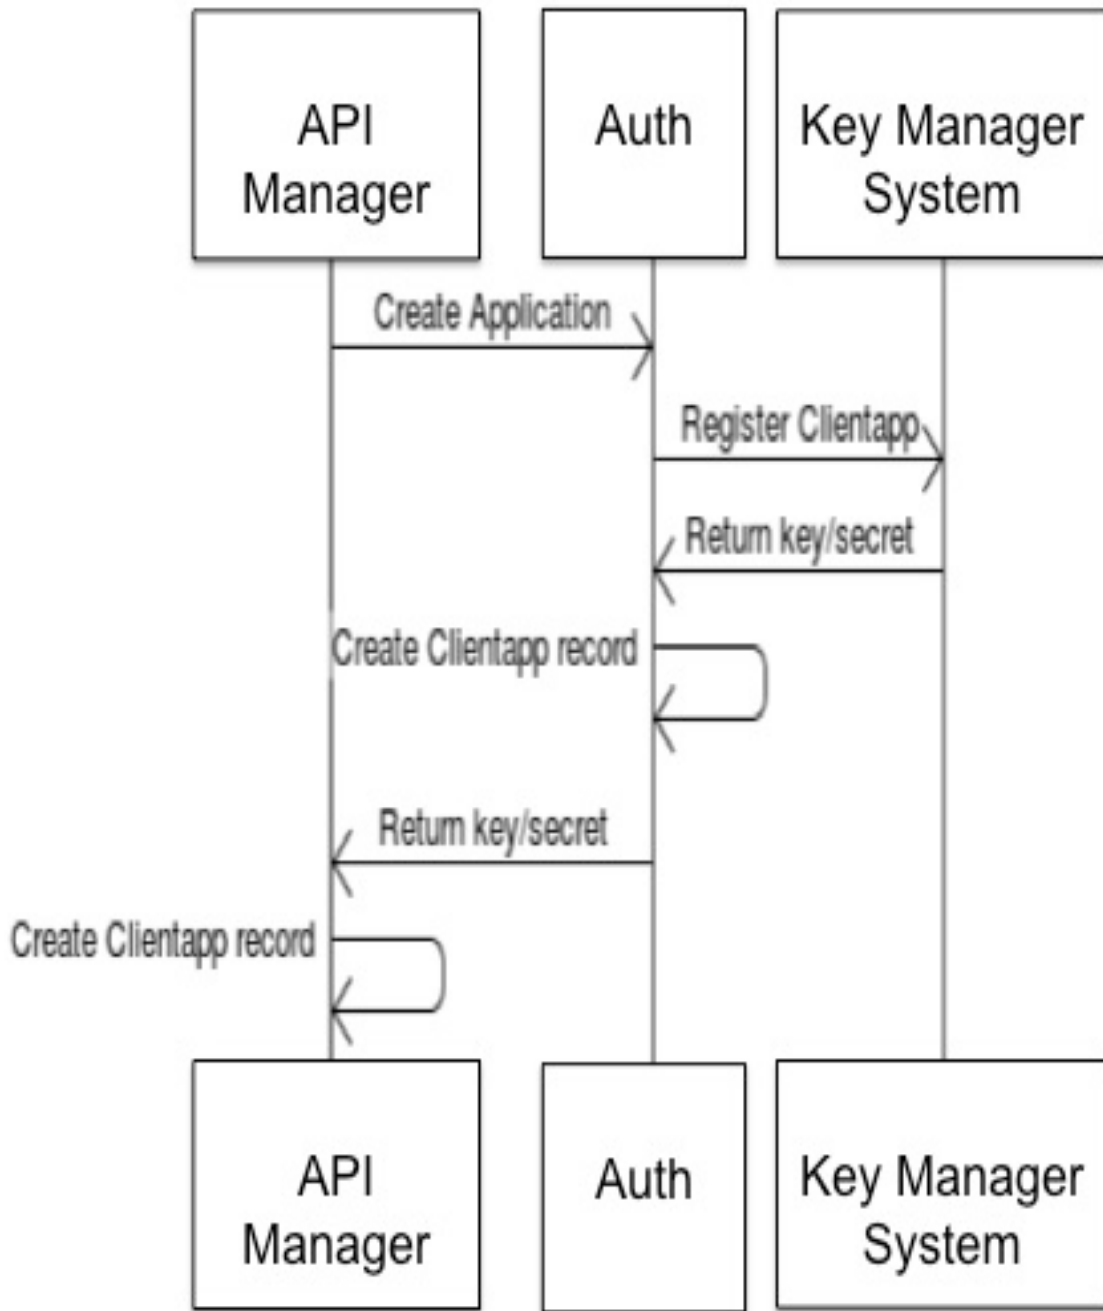 API
Manager
Auth
Key Manager
System
Create Application
Register Clientapp
Return key/secret
Create Clientapp record
Return key/secret
Create Clientapp record
API
Manager
Auth
Key Manager
System